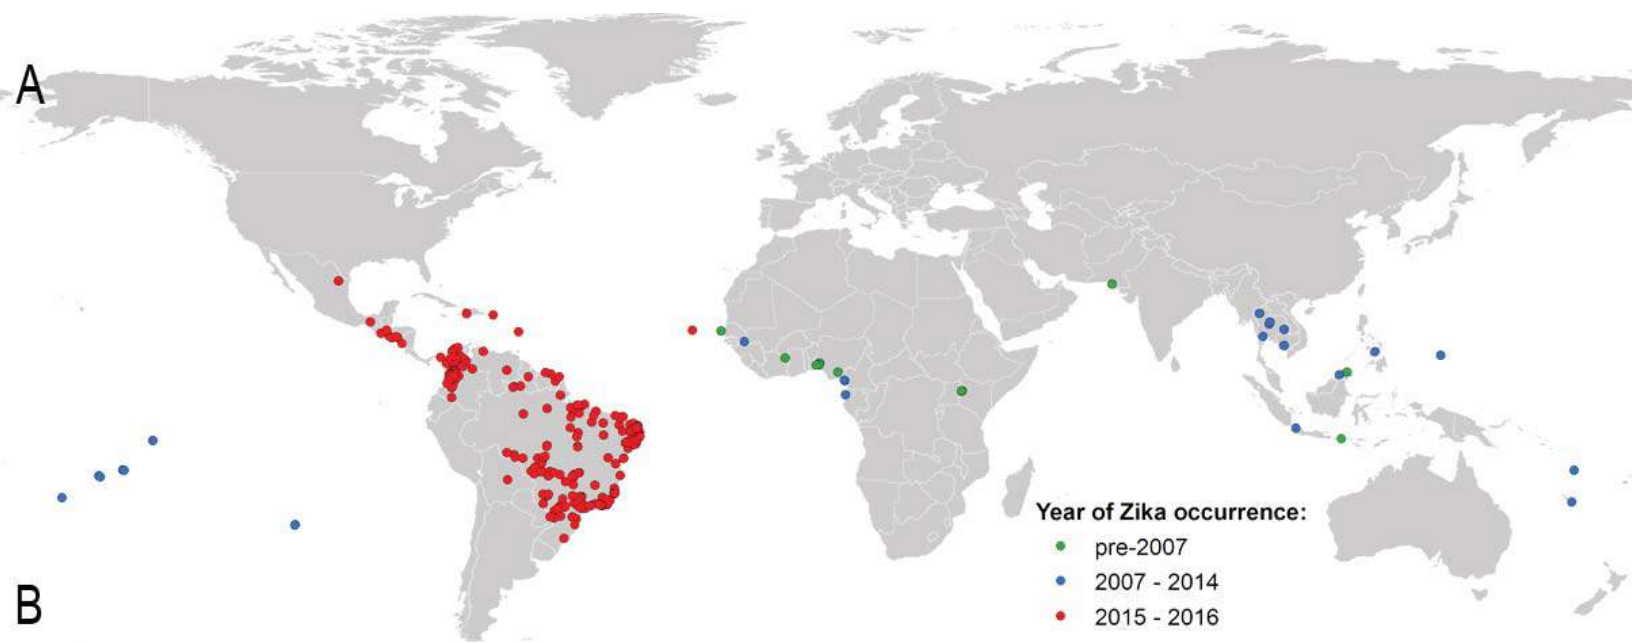 A
Year of Zika occurrence:
pre-2007
2007 - 2014
2015 - 2016
B